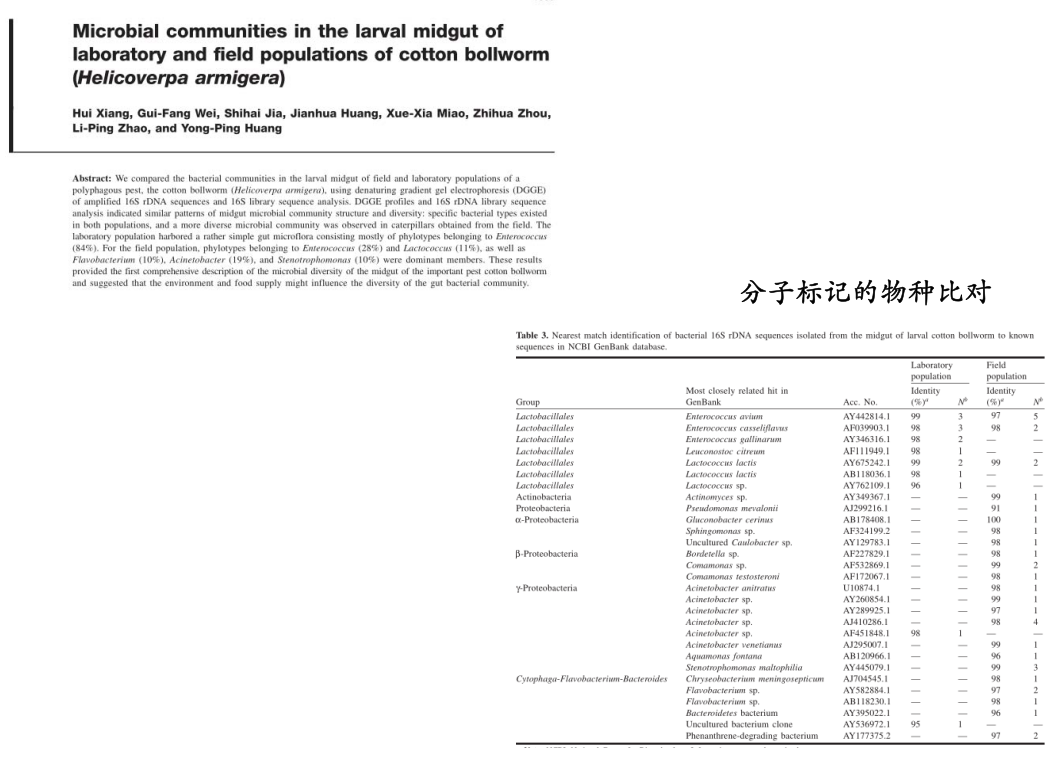 Microbial communities in the larval midgut of
laboratory and field populations of cotton bollworm
(Helicoverpa armigera)
Hui Xiang, Gui-Fang Wei, Shihai Jia, Jianhua Huang, Xue-Xia Miao, Zhihua Zhou,
Li-Ping Zhao, and Yong-Ping Huang
Abstract: We compared the bacterial communities in the larval midgut of field and laboratory populations of a
polyphagous pest, the cotton bollworm (Helicoverpa armigera), using denaturing gradient gel electrophoresis (DGGE)
of amplified 16S rDNA sequences and 16S library sequence analysis. DGGE profiles and 16S rDNA library sequence
analysis indicated similar patterns of midgut microbial community structure and diversity: specific bacterial types existed
in both populations, and a more diverse microbial community was observed in caterpillars obtained from the field. The
laboratory population harbored a rather simple gut microflora consisting mostly of phylotypes belonging to Enterococcus
(84%). For the field population, phylotypes belonging to Enterococcus (28%) and Lactococcus (11%), as well as
Flavobacterium (10%), Acinetobacter (19%), and Stenotrophomonas (10%) were dominant members. These results
provided the first comprehensive description of the microbial diversity of the midgut of the important pest cotton bollworm
and suggested that the environment and food supply might influence the diversity of the gut bacterial community.
分子标记的物种比对
Table 3. Nearest match identification of bacterial 16S rDNA sequences isolated from the midgut of larval cotton bollworm to known
sequences in NCBI GenBank database.
Laboratory population Field population
Group Most closely related hit in GenBank Acc. No. Identity (%)a Nb Identity (%)a Nb
Lactobacillales Enterococcus avium AY442814.1 99 3 97 5
Lactobacillales Enterococcus casseliflavus AF039903.1 98 3 98 2
Lactobacillales Enterococcus gallinarum AY346316.1 98 2 — —
Lactobacillales Leuconostoc citreum AF111949.1 98 1 — —
Lactobacillales Lactococcus lactis AY675242.1 99 2 99 2
Lactobacillales Lactococcus lactis AB118036.1 98 1 — —
Lactobacillales Lactococcus sp. AY762109.1 96 1 — —
Actinobacteria Actinomyces sp. AY349367.1 — — 99 1
Proteobacteria Pseudomonas mevalonii AJ299216.1 — — 91 1
α-Proteobacteria Gluconobacter cerinus AB178408.1 — — 100 1
Sphingomonas sp. AF324199.2 — — 98 1
Uncultured Caulobacter sp. AY129783.1 — — 98 1
β-Proteobacteria Bordetella sp. AF227829.1 — — 98 1
Comamonas sp. AF532869.1 — — 99 2
Comamonas testosteroni AF172067.1 — — 98 1
γ-Proteobacteria Acinetobacter anitratus U10874.1 — — 98 1
Acinetobacter sp. AY260854.1 — — 99 1
Acinetobacter sp. AY289925.1 — — 97 1
Acinetobacter sp. AJ410286.1 — — 98 4
Acinetobacter sp. AF451848.1 98 1 — —
Acinetobacter venetianus AJ295007.1 — — 99 1
Aquamonas fontana AB120966.1 — — 96 1
Stenotrophomonas maltophilia AY445079.1 — — 99 3
Cytophaga-Flavobacterium-Bacteroides Chryseobacterium meningosepticum AJ704545.1 — — 98 1
Flavobacterium sp. AY582884.1 — — 97 2
Flavobacterium sp. AB118230.1 — — 98 1
Bacteroidetes bacterium AY395022.1 — — 96 1
Uncultured bacterium clone AY536972.1 95 1 — —
Phenanthrene-degrading bacterium AY177375.2 — — 97 2